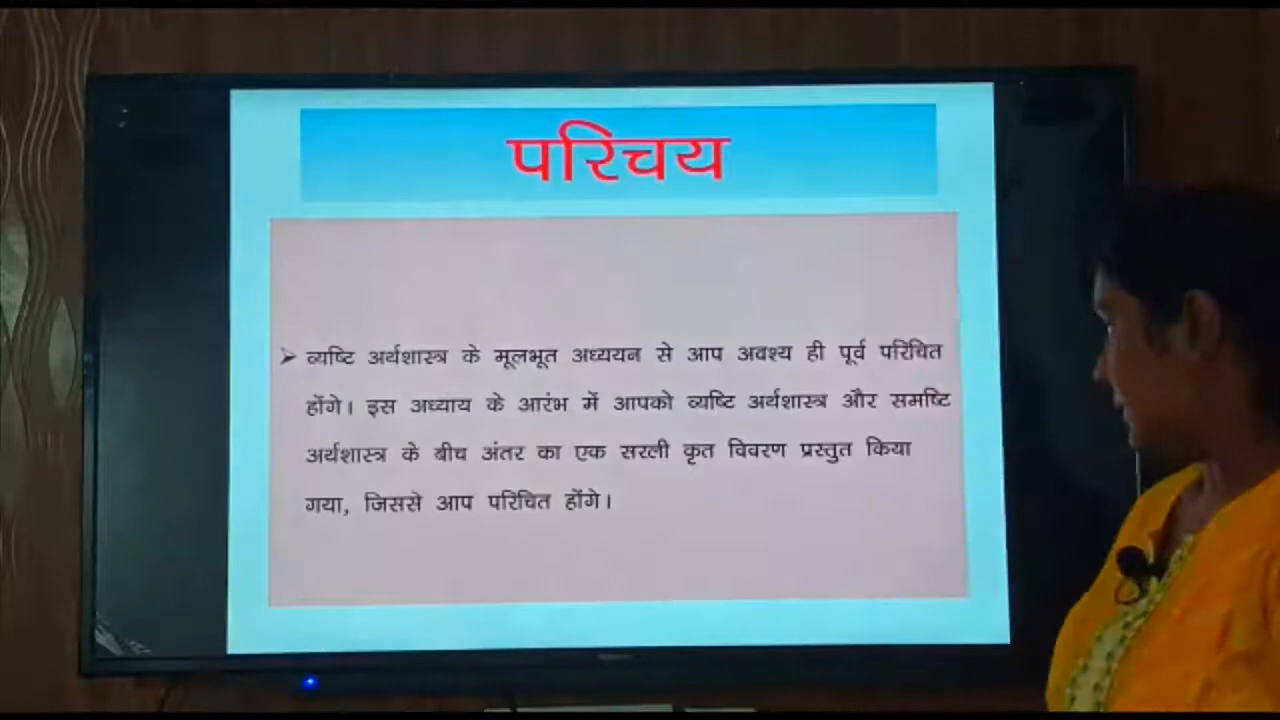 परिचय
➢ व्यष्टि अर्थशास्त्र के मूलभूत अध्ययन से आप अवश्य ही पूर्व परिचित
होंगे। इस अध्याय के आरंभ में आपको व्यष्टि अर्थशास्त्र और समष्टि
अर्थशास्त्र के बीच अंतर का एक सरली कृत विवरण प्रस्तुत किया
गया, जिससे आप परिचित होंगे।